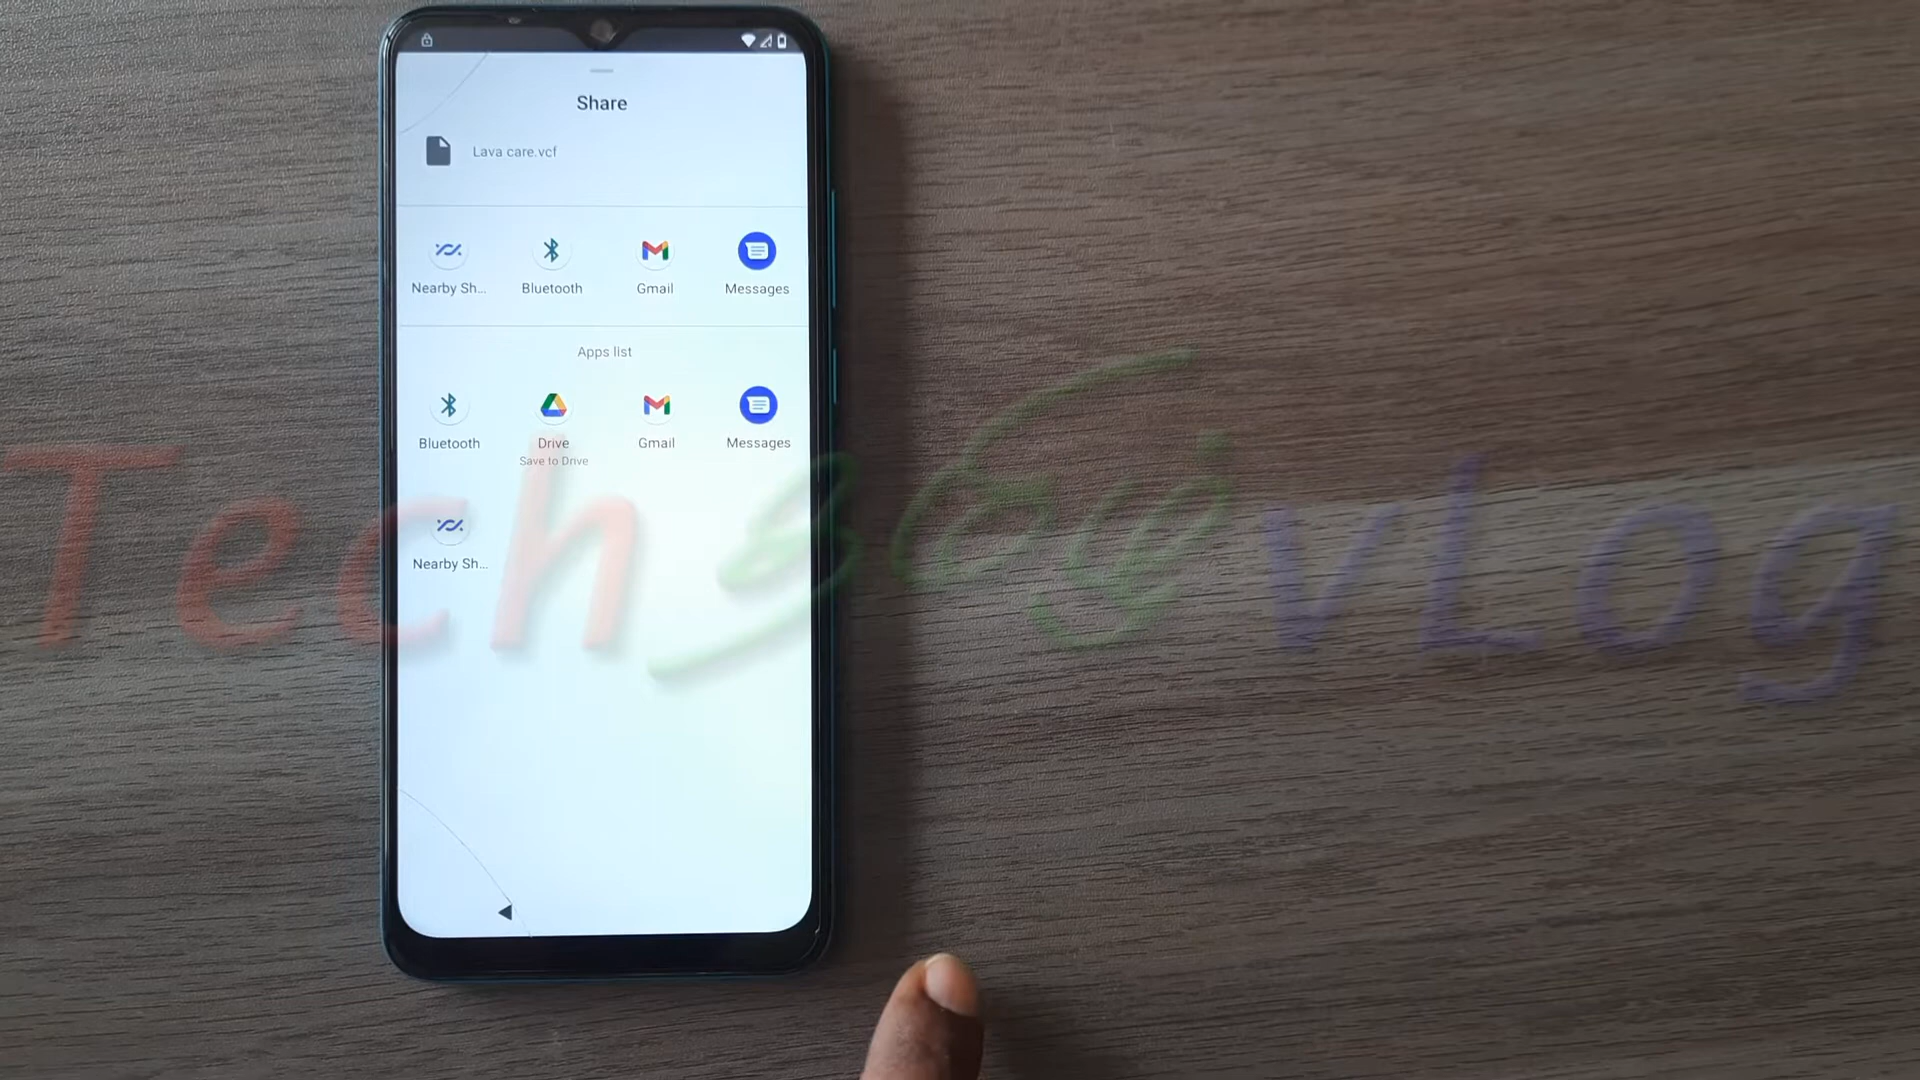 Share
Lava care.vcf
Nearby Sh...
Bluetooth
Gmail
Messages
Apps list
Bluetooth
Drive
Gmail
Messages
Save to Drive
Nearby Sh...
Tech
vLog